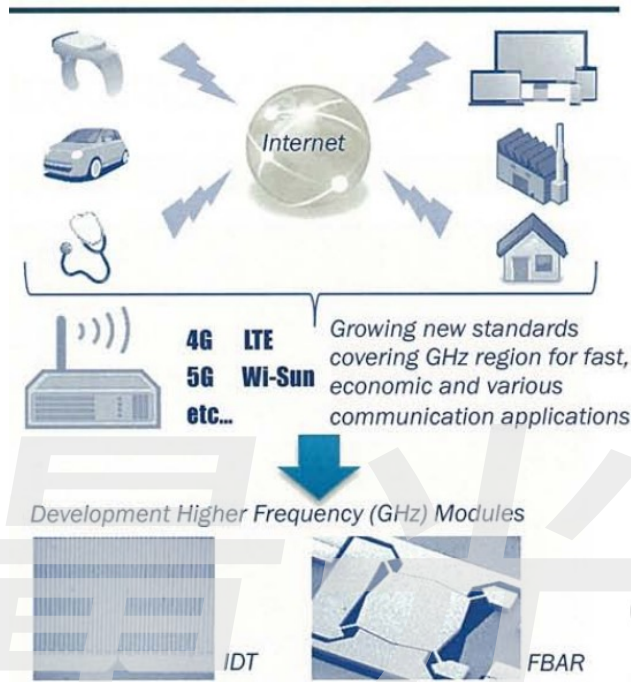 Internet
4G LTE
5G Wi-Sun
etc...
Growing new standards
covering GHz region for fast,
economic and various
communication applications
Development Higher Frequency (GHz) Modules
IDT
FBAR